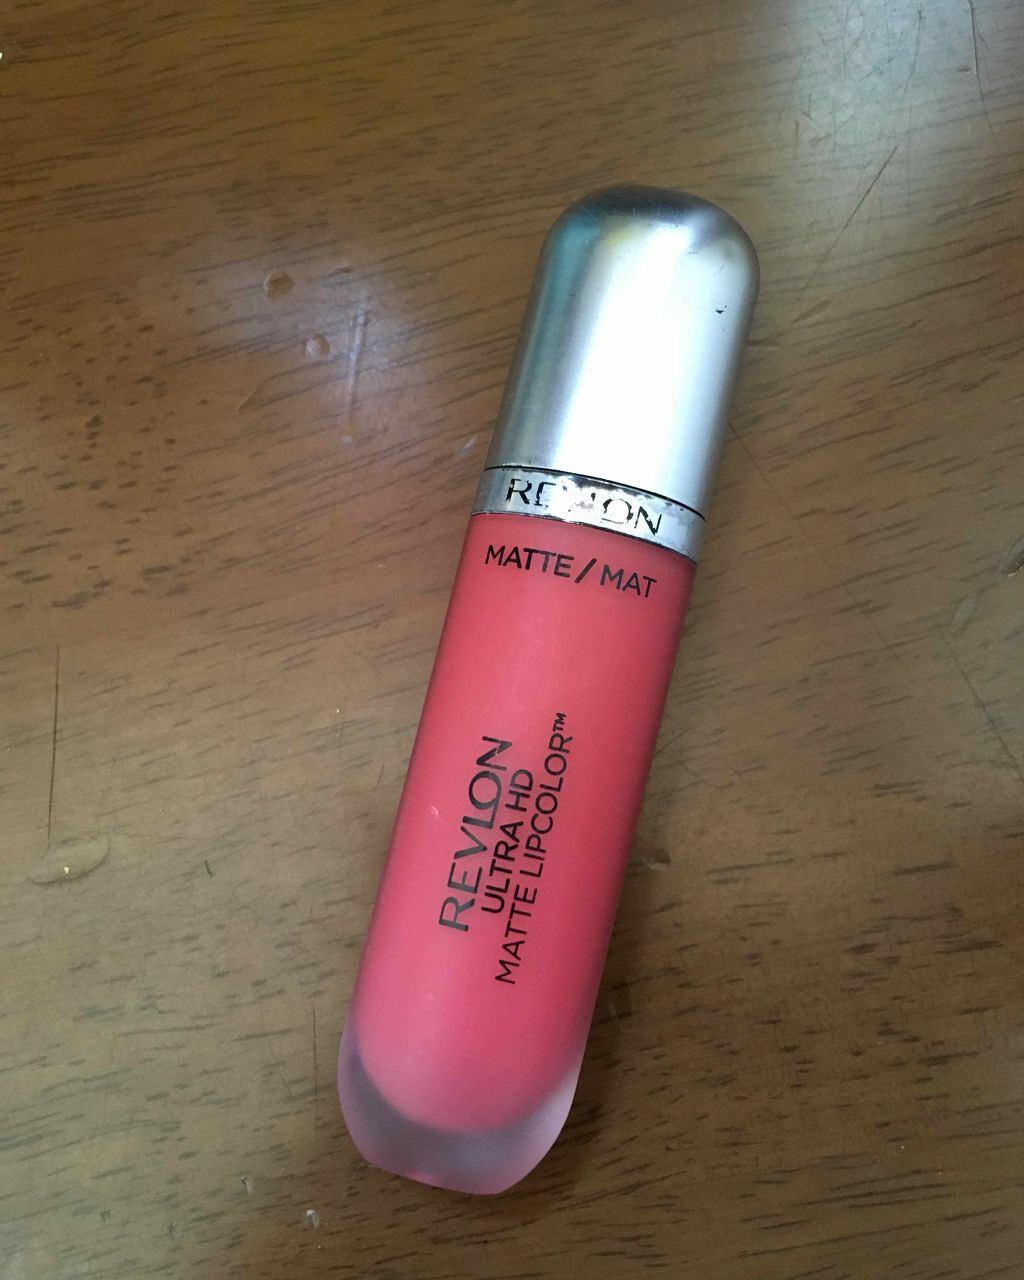 REVLON
MATTE / MAT
REVLON
ULTRA HD
MATTE LIPCOLOR™